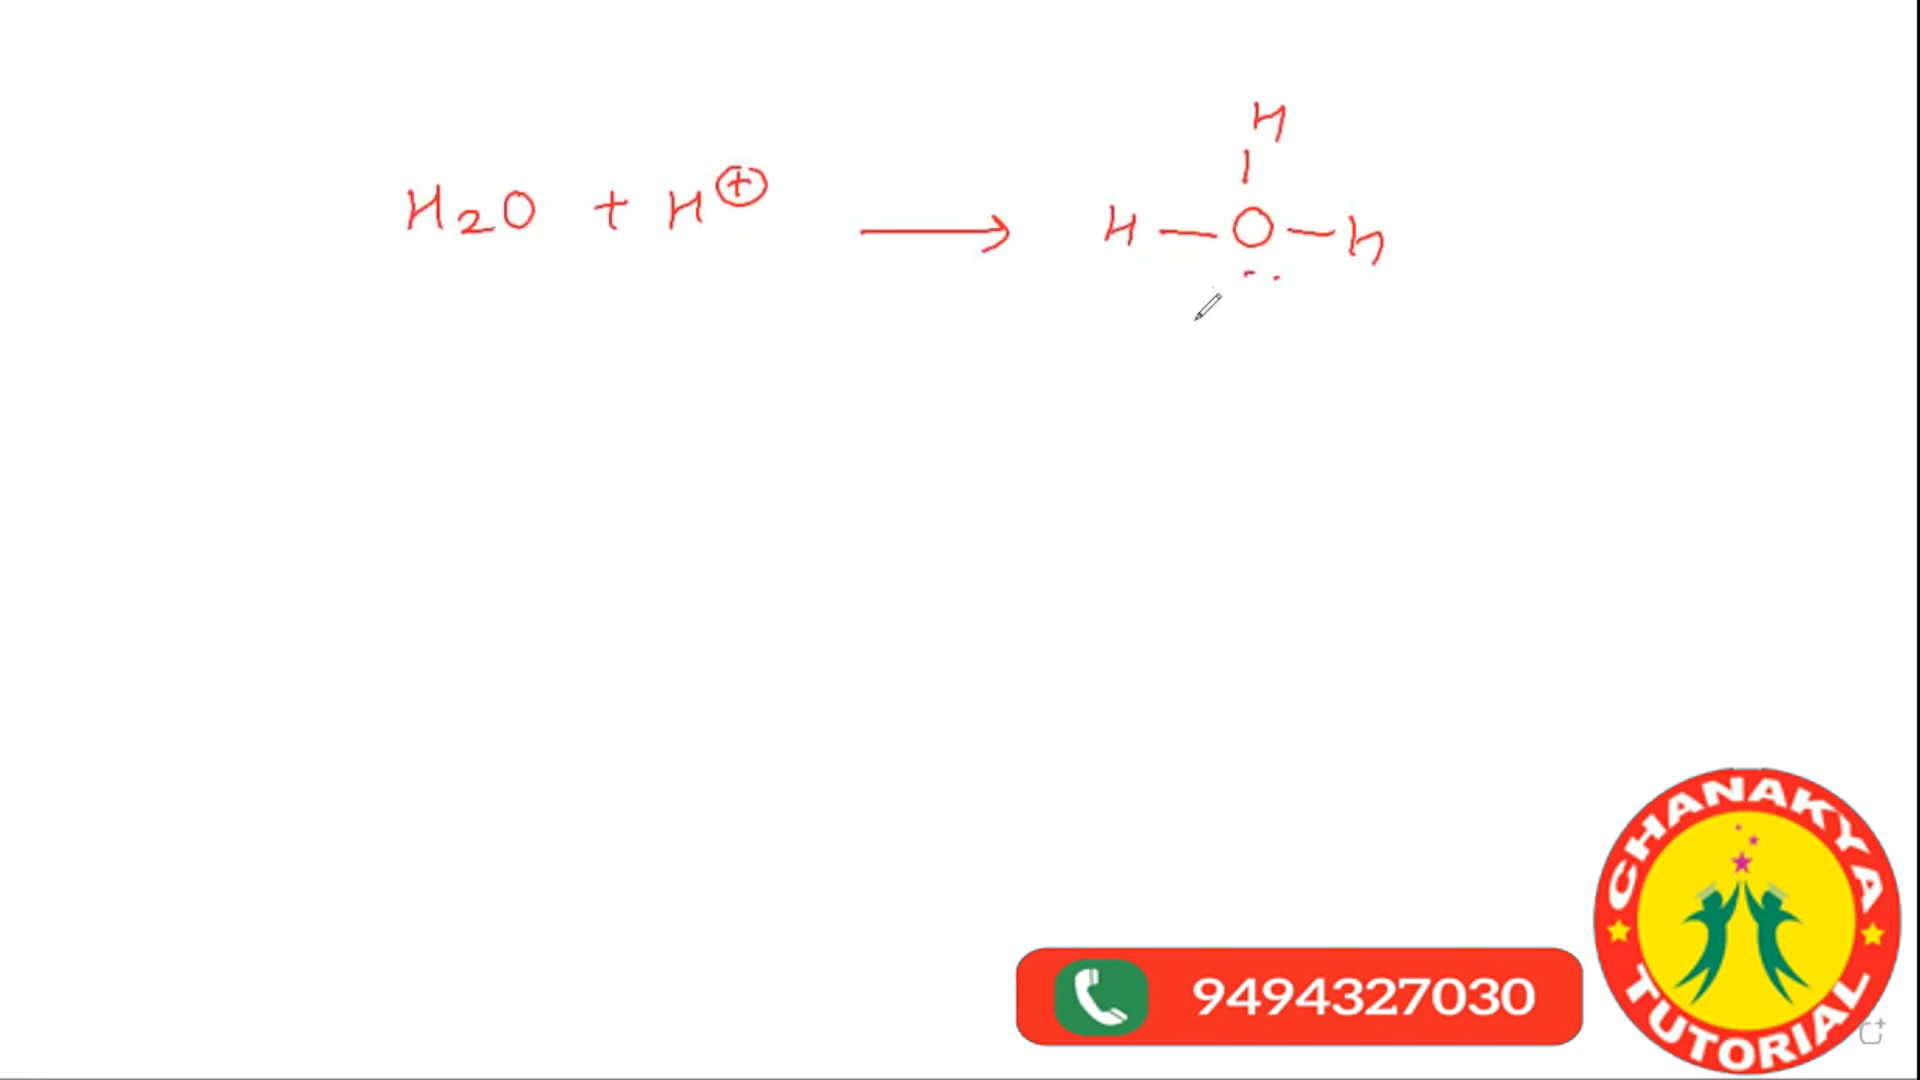 H
H₂O + H⊕ ⟶ H — O — H
9494327030
CHANAKYA
TUTORIAL